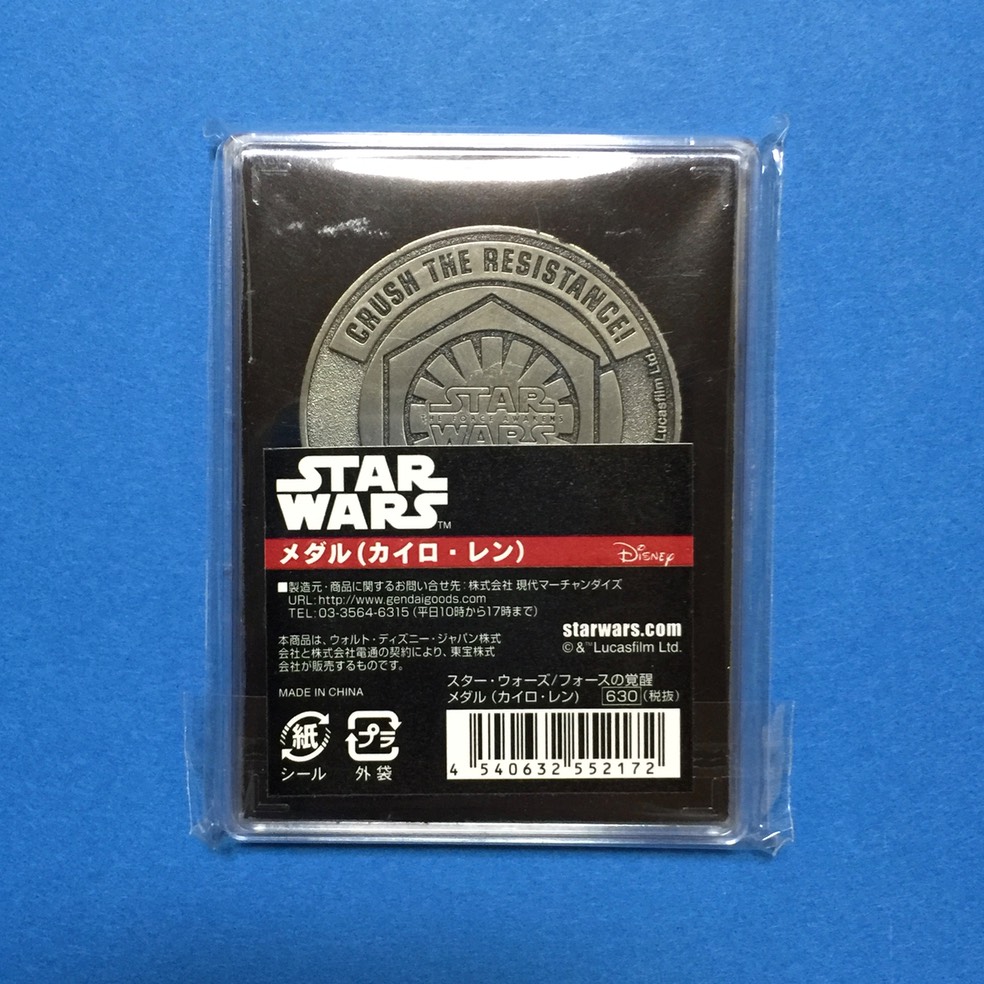 CRUSH THE RESISTANCE!
STAR
THE FORCE AWAKENS
WARS
Lucasfilm Ltd.
STAR
WARS™
メダル(カイロ・レン)
Disney
■製造元・商品に関するお問い合せ先:株式会社 現代マーチャンダイズ
URL:http://www.gendaigoods.com
TEL:03-3564-6315(平日10時から17時まで)
本商品は、ウォルト・ディズニー・ジャパン株式
会社と株式会社電通の契約により、東宝株式
会社が販売するものです。
starwars.com
©&™Lucasfilm Ltd.
MADE IN CHINA
スター・ウォーズ/フォースの覚醒
メダル(カイロ・レン) 630(税抜)
紙
シール
プラ
外袋
4 540632 552172